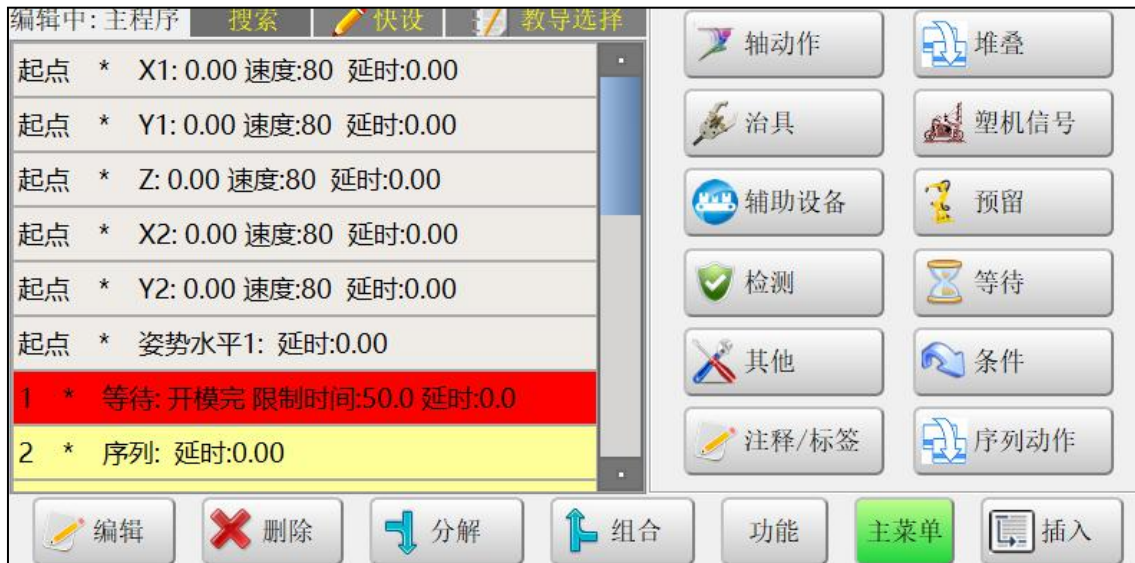 编辑中:主程序 搜索 快设 教导选择
起点 * X1: 0.00 速度:80 延时:0.00
起点 * Y1: 0.00 速度:80 延时:0.00
起点 * Z: 0.00 速度:80 延时:0.00
起点 * X2: 0.00 速度:80 延时:0.00
起点 * Y2: 0.00 速度:80 延时:0.00
起点 * 姿势水平1: 延时:0.00
1 * 等待: 开模完 限制时间:50.0 延时:0.0
2 * 序列: 延时:0.00
轴动作 堆叠
治具 塑机信号
辅助设备 预留
检测 等待
其他 条件
注释/标签 序列动作
编辑 删除 分解 组合 功能 主菜单 插入